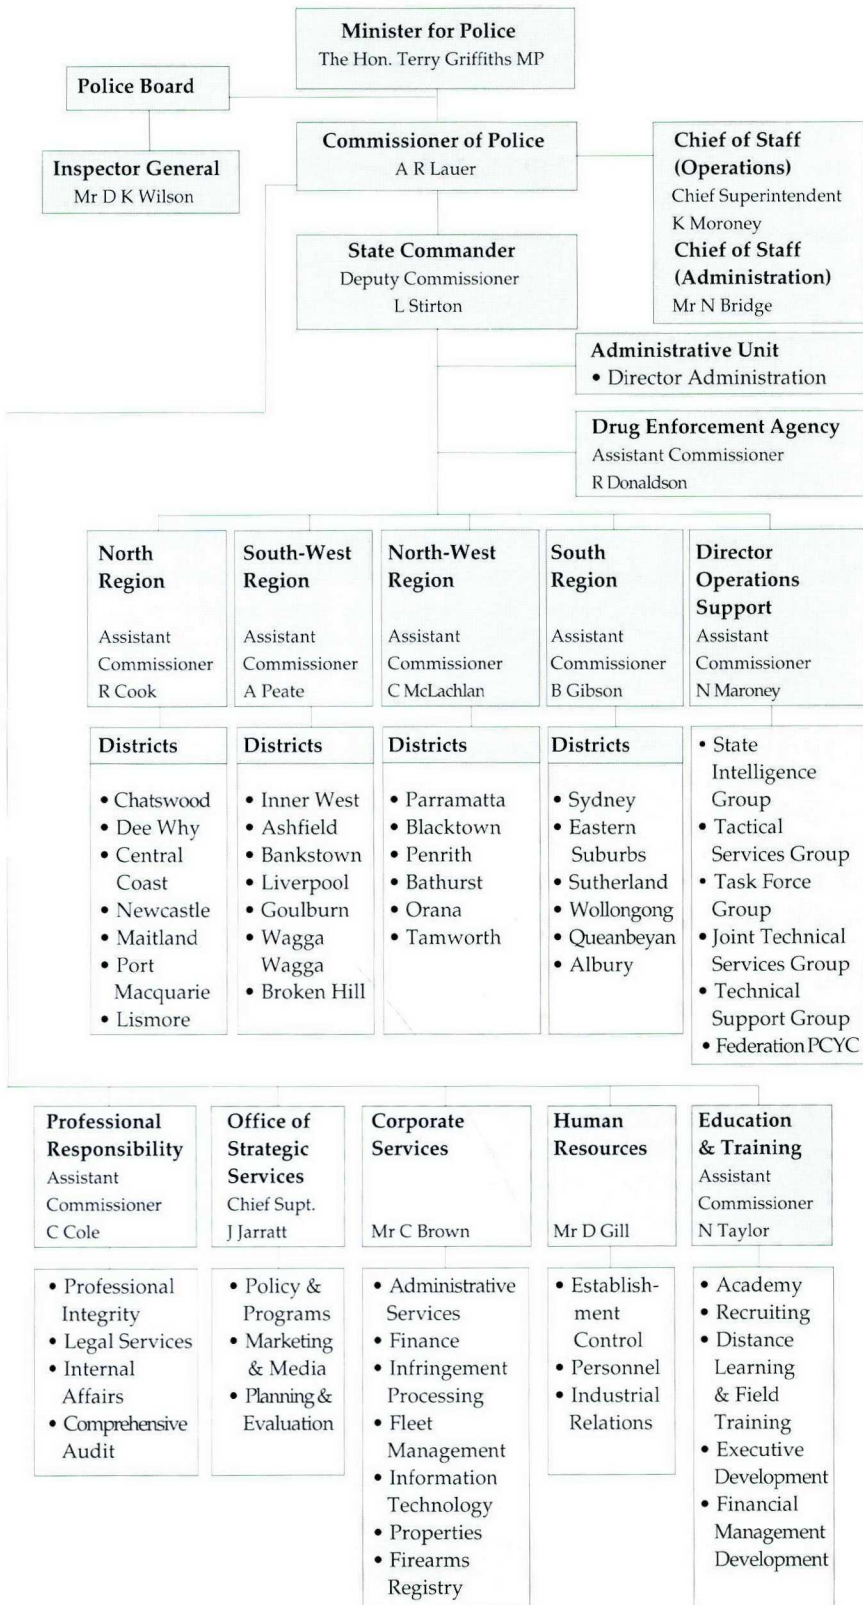 Minister for Police
The Hon. Terry Griffiths MP
Police Board
Commissioner of Police
A R Lauer
Inspector General
Mr D K Wilson
Chief of Staff
(Operations)
Chief Superintendent
K Moroney
Chief of Staff
(Administration)
Mr N Bridge
State Commander
Deputy Commissioner
L Stirton
Administrative Unit
• Director Administration
Drug Enforcement Agency
Assistant Commissioner
R Donaldson
North
Region
Assistant
Commissioner
R Cook
South-West
Region
Assistant
Commissioner
A Peate
North-West
Region
Assistant
Commissioner
C McLachlan
South
Region
Assistant
Commissioner
B Gibson
Director
Operations
Support
Assistant
Commissioner
N Maroney
Districts
• Chatswood
• Dee Why
• Central
Coast
• Newcastle
• Maitland
• Port
Macquarie
• Lismore
Districts
• Inner West
• Ashfield
• Bankstown
• Liverpool
• Goulburn
• Wagga
Wagga
• Broken Hill
Districts
• Parramatta
• Blacktown
• Penrith
• Bathurst
• Orana
• Tamworth
Districts
• Sydney
• Eastern
Suburbs
• Sutherland
• Wollongong
• Queanbeyan
• Albury
• State
Intelligence
Group
• Tactical
Services Group
• Task Force
Group
• Joint Technical
Services Group
• Technical
Support Group
• Federation PCYC
Professional
Responsibility
Assistant
Commissioner
C Cole
Office of
Strategic
Services
Chief Supt.
J Jarratt
Corporate
Services
Mr C Brown
Human
Resources
Mr D Gill
Education
& Training
Assistant
Commissioner
N Taylor
• Professional
Integrity
• Legal Services
• Internal
Affairs
• Comprehensive
Audit
• Policy &
Programs
• Marketing
& Media
• Planning &
Evaluation
• Administrative
Services
• Finance
• Infringement
Processing
• Fleet
Management
• Information
Technology
• Properties
• Firearms
Registry
• Establish-
ment
Control
• Personnel
• Industrial
Relations
• Academy
• Recruiting
• Distance
Learning
& Field
Training
• Executive
Development
• Financial
Management
Development